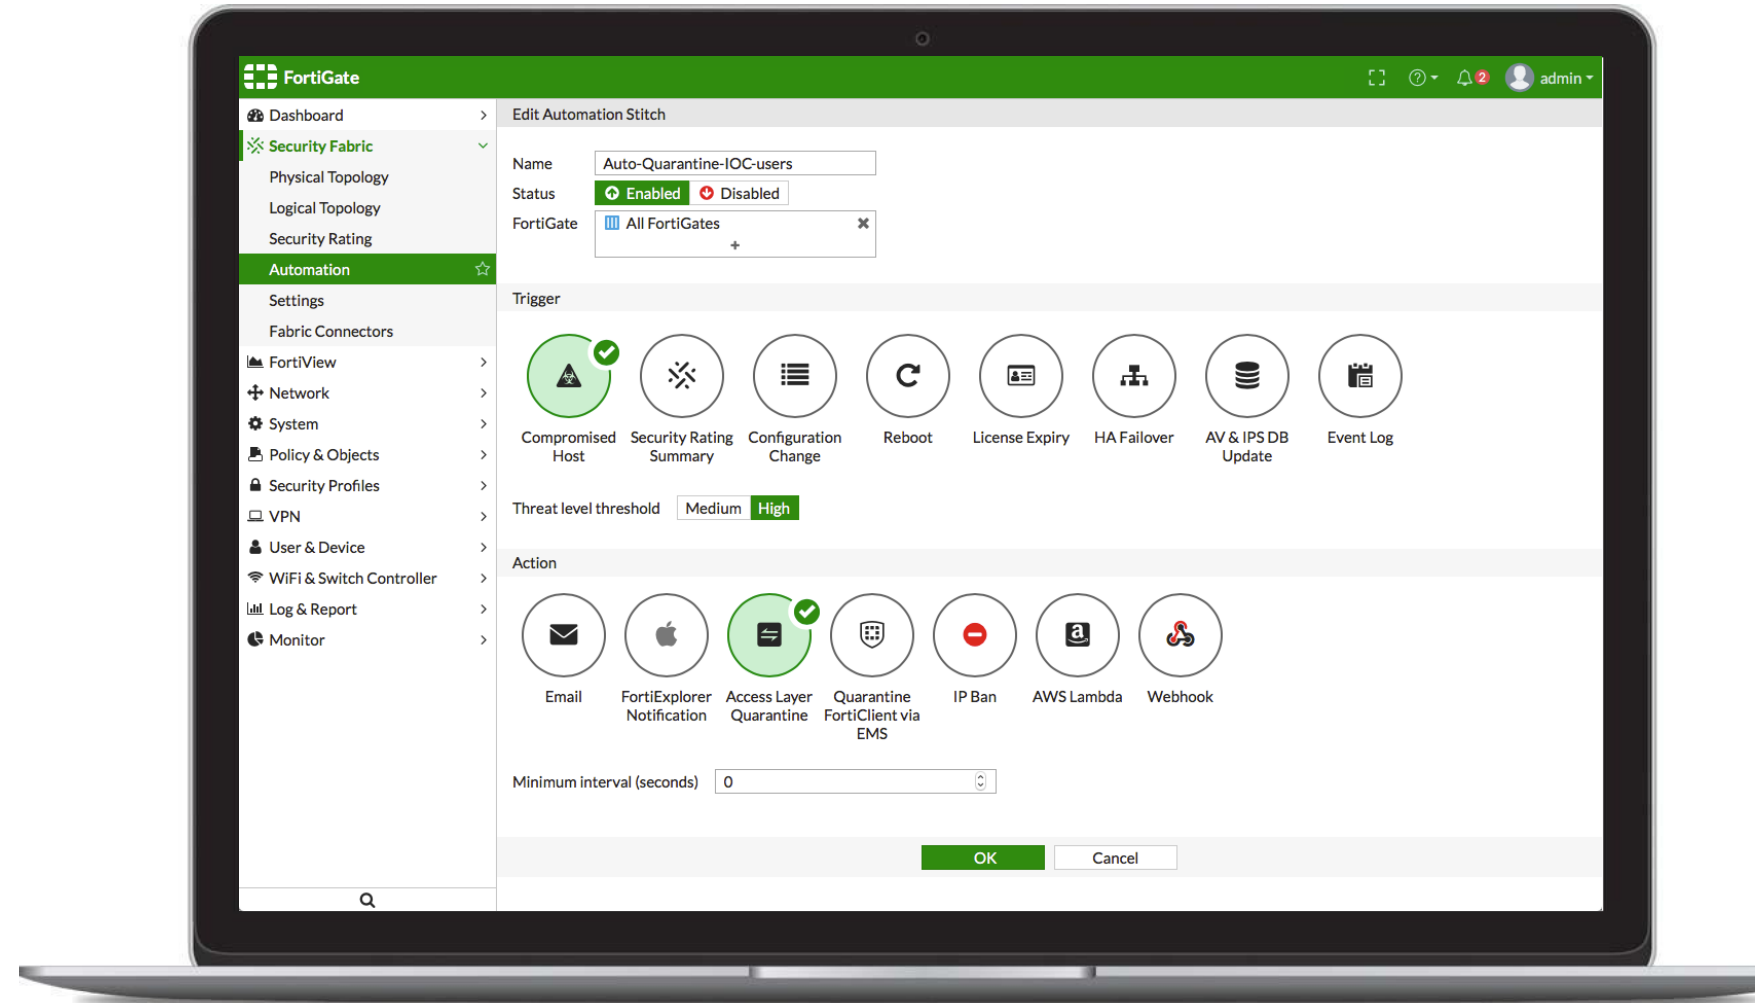 FortiGate
2
admin
Dashboard
Security Fabric
Physical Topology
Logical Topology
Security Rating
Automation
Settings
Fabric Connectors
FortiView
Network
System
Policy & Objects
Security Profiles
VPN
User & Device
WiFi & Switch Controller
Log & Report
Monitor
Edit Automation Stitch
Name Auto-Quarantine-IOC-users
Status Enabled Disabled
FortiGate All FortiGates
Trigger
Compromised
Host
Security Rating
Summary
Configuration
Change
Reboot
License Expiry
HA Failover
AV & IPS DB
Update
Event Log
Threat level threshold Medium High
Action
Email
FortiExplorer
Notification
Access Layer
Quarantine
Quarantine
FortiClient via
EMS
IP Ban
AWS Lambda
Webhook
Minimum interval (seconds) 0
OK Cancel